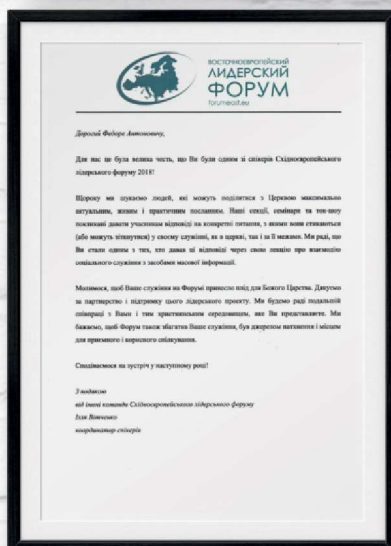 ВОСТОЧНОЕВРОПЕЙСКИЙ
ЛИДЕРСКИЙ
ФОРУМ
forumeast.eu
Дорогий Федоре Антоновичу,
Для нас це була велика честь, що Ви були одним зі спікерів Східноєвропейського
лідерського форуму 2018!
Щороку ми шукаємо людей, які можуть поділитися з Церквою максимально
актуальним, живим і практичним посланням. Ваші секції, семінари та ток-шоу
покликані давати учасникам відповіді на конкретні питання, з якими вони стикаються
(або можуть зіткнутися) у своєму служінні, як в церкві, так і за її межами. Ми раді, що
Ви стали одним з тих, хто давав ці відповіді через свою лекцію про взаємодію
соціального служіння з засобами масової інформації.
Молимося, щоб Ваше служіння на Форумі принесло плід для Божого Царства. Дякуємо
за партнерство і підтримку цього лідерського проекту. Ми будемо раді подальшій
співпраці з Вами і тим християнським середовищем, яке Ви представляєте. Ми
бажаємо, щоб Форум також збагатив Ваше служіння, був джерелом натхнення і місцем
для приємного і корисного спілкування.
Сподіваємося на зустріч у наступному році!
З подякою
від імені команди Східноєвропейського лідерського форуму
Ілля
координатор спікерів